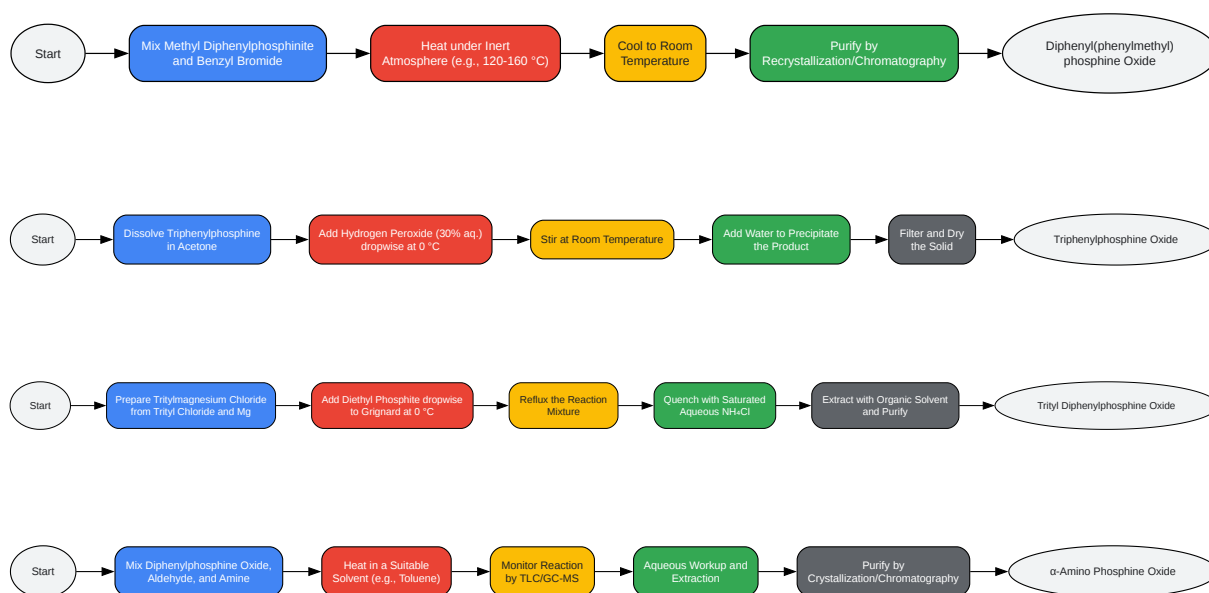 Start
Mix Methyl Diphenylphosphinite
and Benzyl Bromide
Heat under Inert
Atmosphere (e.g., 120-160 °C)
Cool to Room
Temperature
Purify by
Recrystallization/Chromatography
Diphenyl(phenylmethyl)
phosphine Oxide
Start
Dissolve Triphenylphosphine
in Acetone
Add Hydrogen Peroxide (30% aq.)
dropwise at 0 °C
Stir at Room Temperature
Add Water to Precipitate
the Product
Filter and Dry
the Solid
Triphenylphosphine Oxide
Start
Prepare Tritylmagnesium Chloride
from Trityl Chloride and Mg
Add Diethyl Phosphite dropwise
to Grignard at 0 °C
Reflux the Reaction
Mixture
Quench with Saturated
Aqueous NH₄Cl
Extract with Organic Solvent
and Purify
Trityl Diphenylphosphine Oxide
Start
Mix Diphenylphosphine Oxide,
Aldehyde, and Amine
Heat in a Suitable
Solvent (e.g., Toluene)
Monitor Reaction
by TLC/GC-MS
Aqueous Workup and
Extraction
Purify by
Crystallization/Chromatography
α-Amino Phosphine Oxide